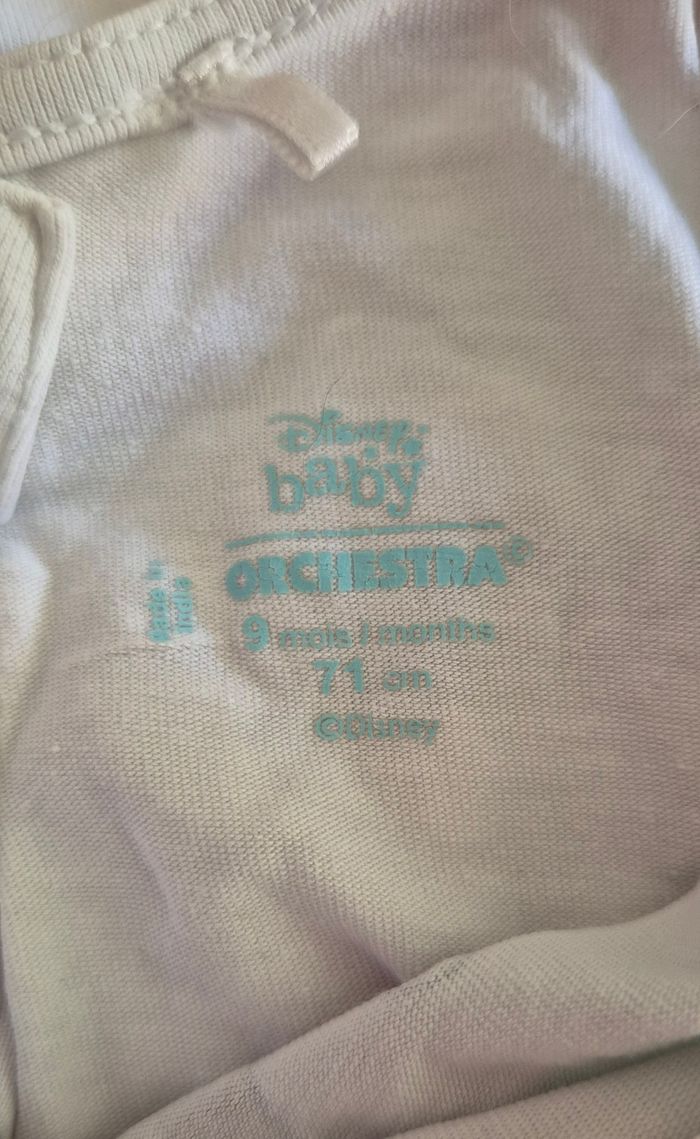 Disney
baby
ORCHESTRA©
9 mois / months
71 cm
©Disney
Made in
India